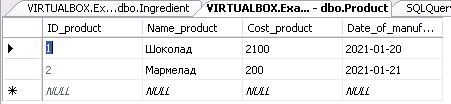 VIRTUALBOX.Ex...dbo.Ingredient VIRTUALBOX.Exa... - dbo.Product SQLQuery
ID_product Name_product Cost_product Date_of_manuf...
1 Шоколад 2100 2021-01-20
2 Мармелад 200 2021-01-21
NULL NULL NULL NULL